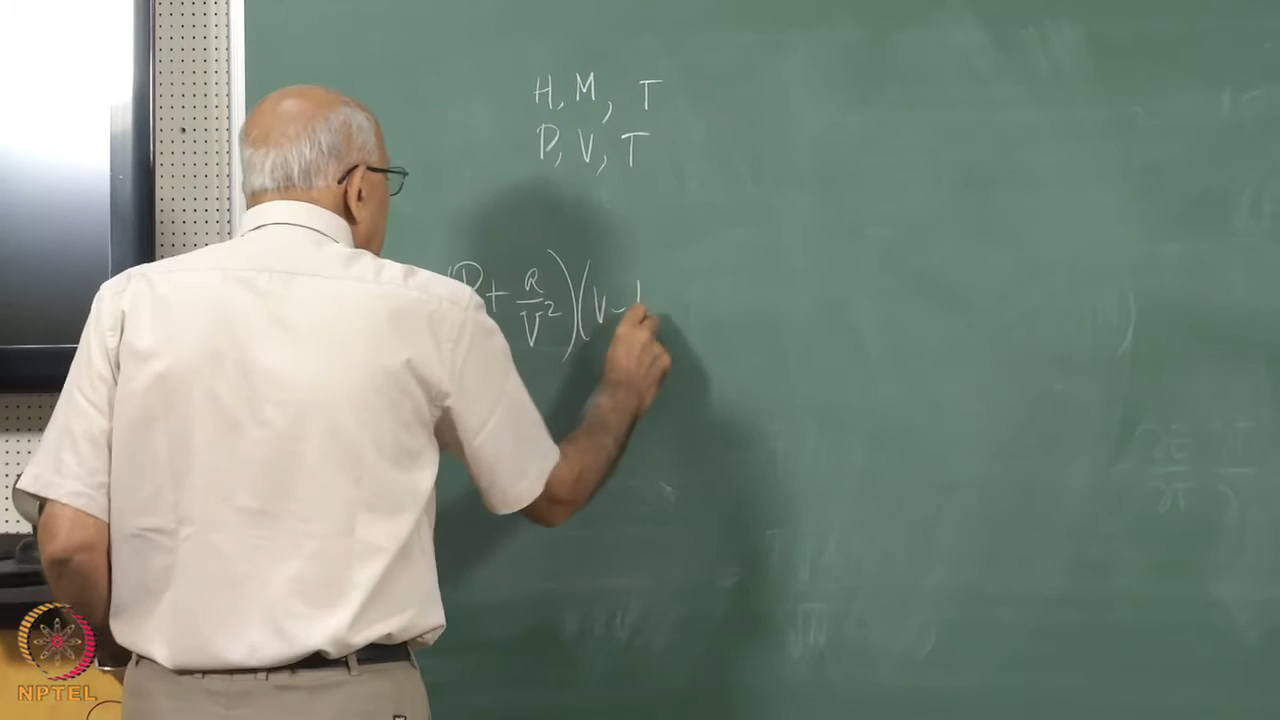 H, M, T
P, V, T
(P + a/V²)(V -
NPTEL